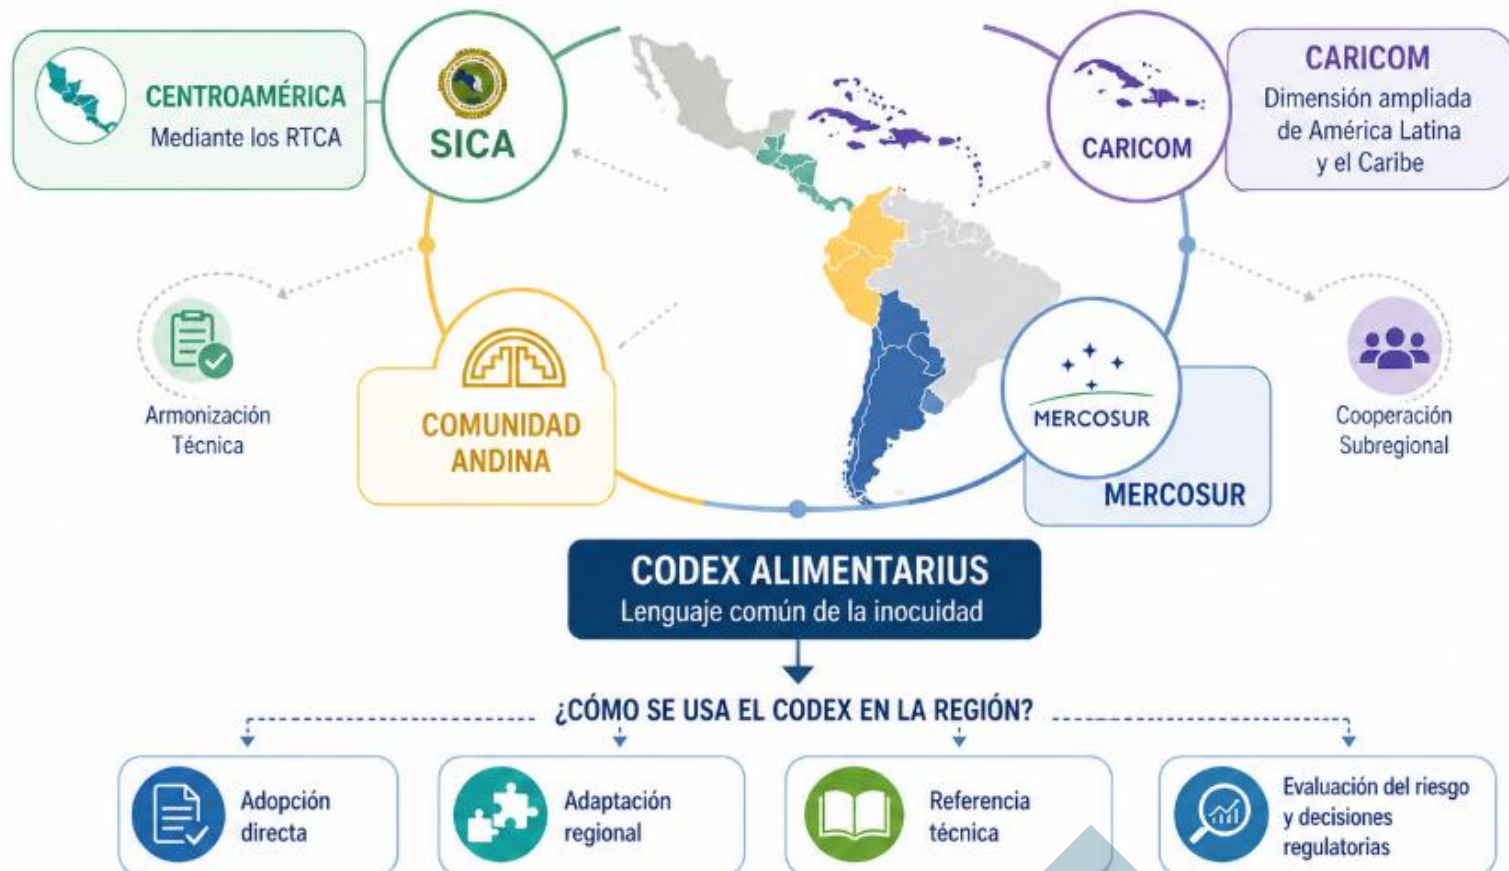 CENTROAMÉRICA
Mediante los RTCA
SICA
CARICOM
CARICOM
Dimensión ampliada
de América Latina
y el Caribe
Armonización
Técnica
COMUNIDAD
ANDINA
MERCOSUR
MERCOSUR
Cooperación
Subregional
CODEX ALIMENTARIUS
Lenguaje común de la inocuidad
¿CÓMO SE USA EL CODEX EN LA REGIÓN?
Adopción
directa
Adaptación
regional
Referencia
técnica
Evaluación del riesgo
y decisiones
regulatorias